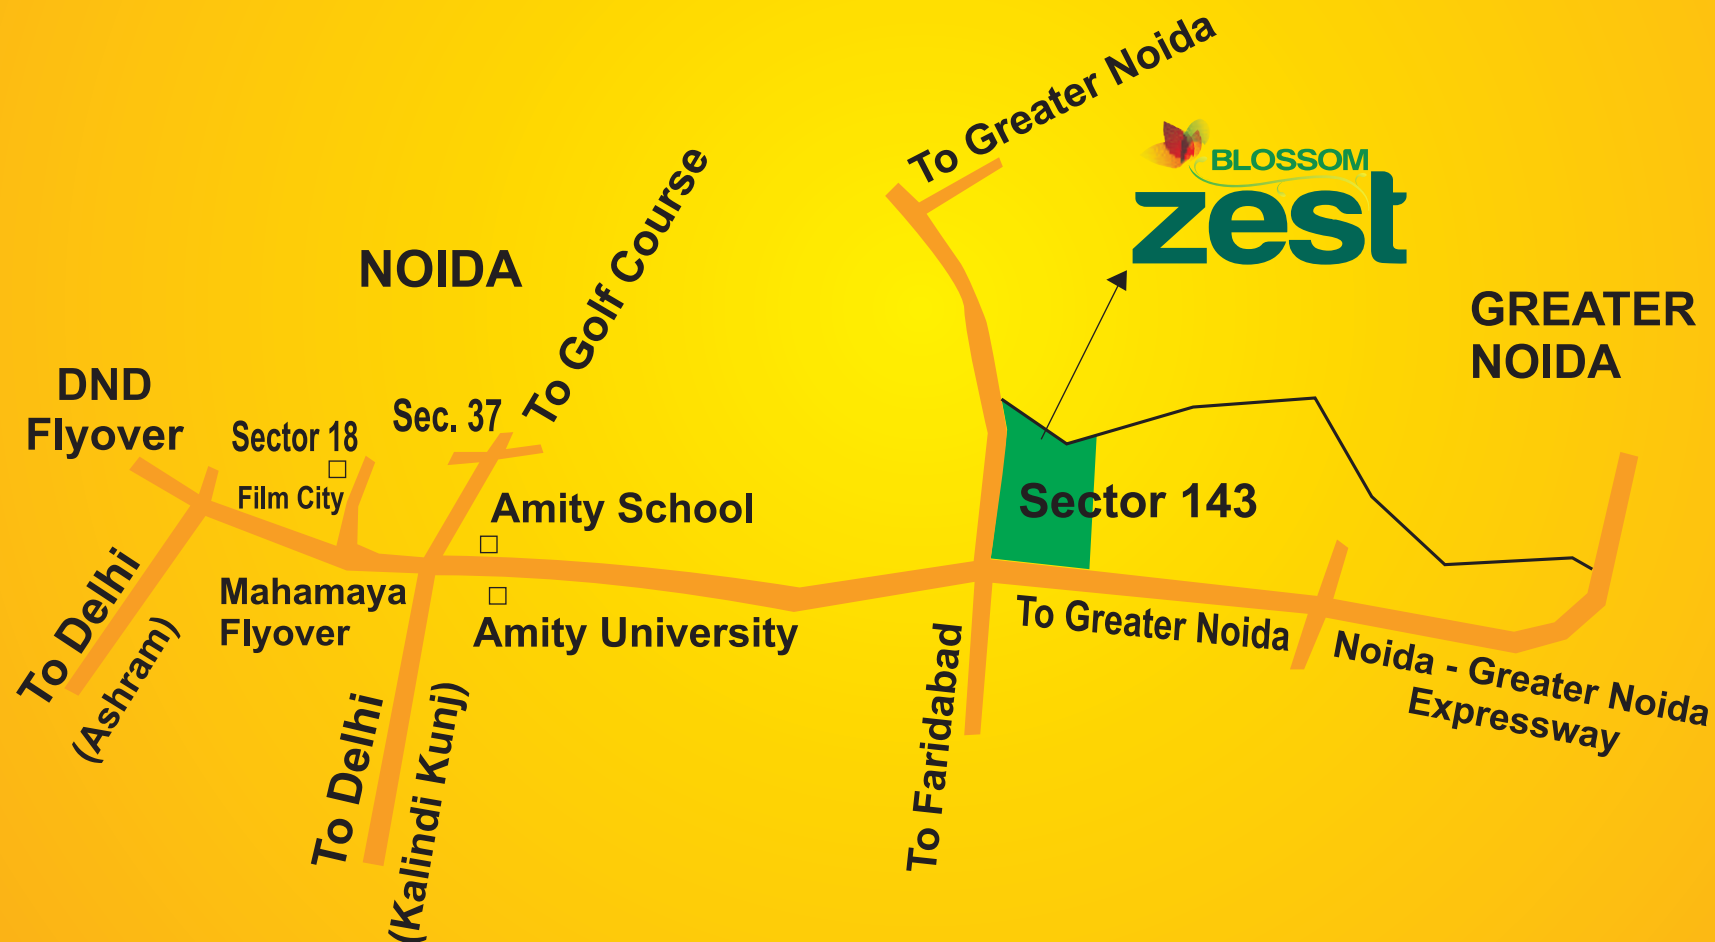 To Greater Noida
BLOSSOM
zest
NOIDA
To Golf Course
GREATER
NOIDA
DND
Flyover
Sector 18
Sec. 37
Film City
Amity School
Sector 143
To Delhi
(Ashram)
Mahamaya
Flyover
Amity University
To Greater Noida
Noida - Greater Noida
Expressway
To Delhi
(Kalindi Kunj)
To Faridabad